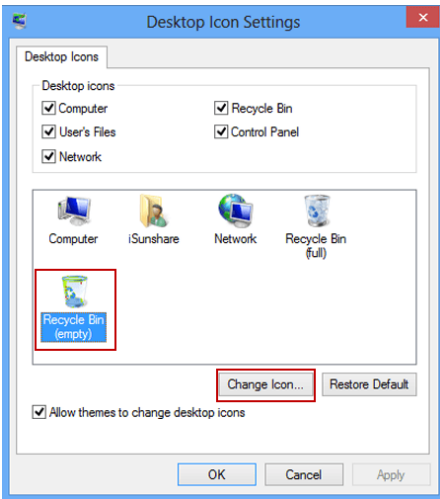 Desktop Icon Settings
Desktop Icons
Desktop icons
Computer
Recycle Bin
User's Files
Control Panel
Network
Computer
iSunshare
Network
Recycle Bin
(full)
Recycle Bin
(empty)
Change Icon...
Restore Default
Allow themes to change desktop icons
OK
Cancel
Apply